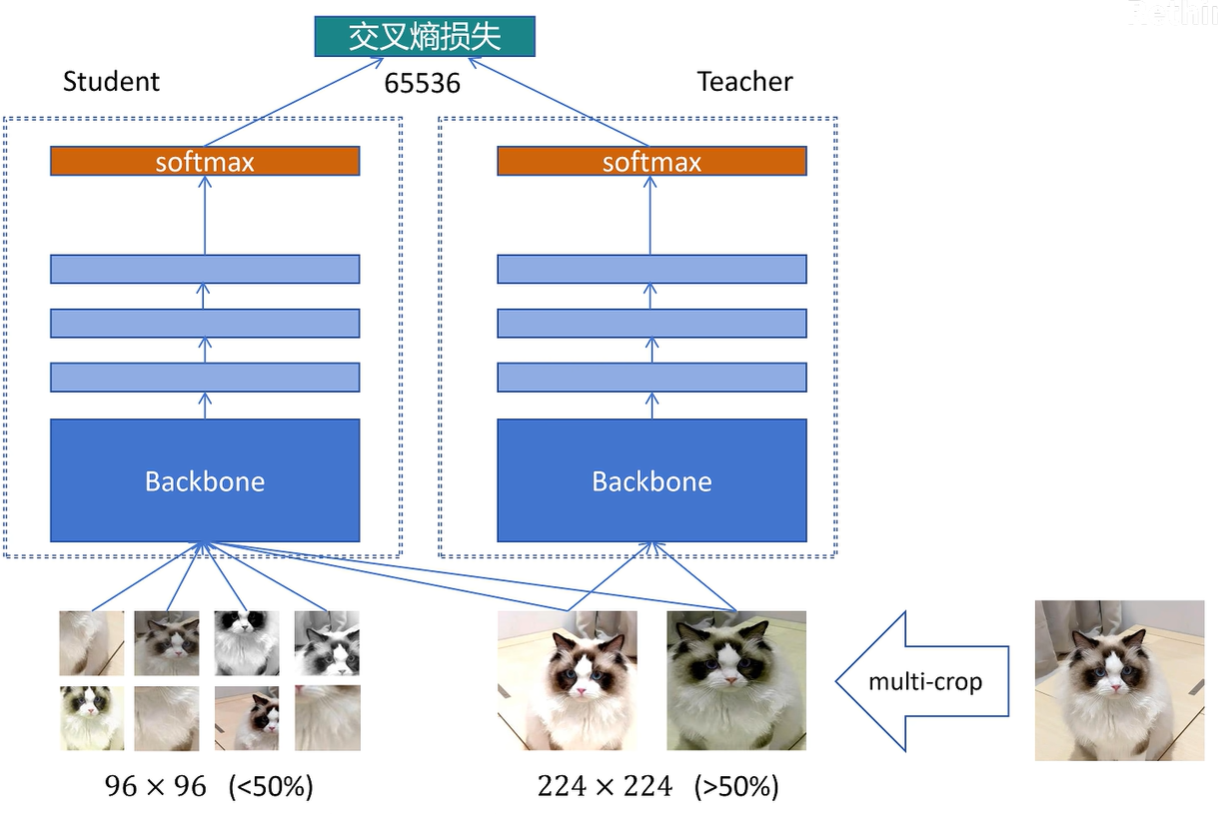 交叉熵损失
Student
65536
Teacher
softmax
softmax
Backbone
Backbone
multi-crop
96 × 96 (<50%)
224 × 224 (>50%)